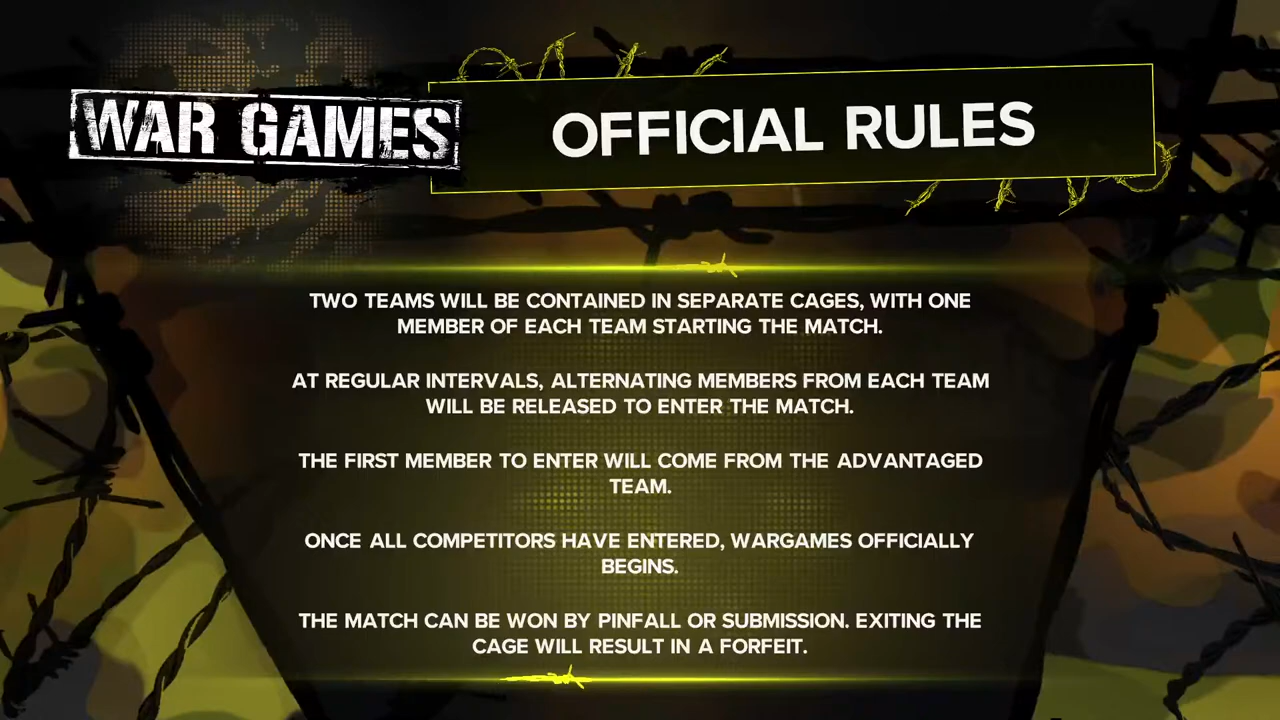 WAR GAMES
OFFICIAL RULES
TWO TEAMS WILL BE CONTAINED IN SEPARATE CAGES, WITH ONE
MEMBER OF EACH TEAM STARTING THE MATCH.
AT REGULAR INTERVALS, ALTERNATING MEMBERS FROM EACH TEAM
WILL BE RELEASED TO ENTER THE MATCH.
THE FIRST MEMBER TO ENTER WILL COME FROM THE ADVANTAGED
TEAM.
ONCE ALL COMPETITORS HAVE ENTERED, WARGAMES OFFICIALLY
BEGINS.
THE MATCH CAN BE WON BY PINFALL OR SUBMISSION. EXITING THE
CAGE WILL RESULT IN A FORFEIT.